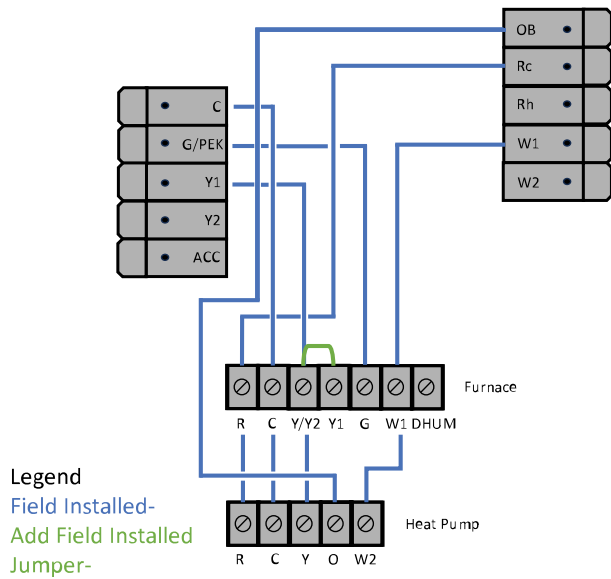 OB
Rc
Rh
W1
W2
C
G/PEK
Y1
Y2
ACC
Furnace
R C Y/Y2 Y1 G W1 DHUM
Legend
Field Installed-
Add Field Installed
Jumper-
Heat Pump
R C Y O W2